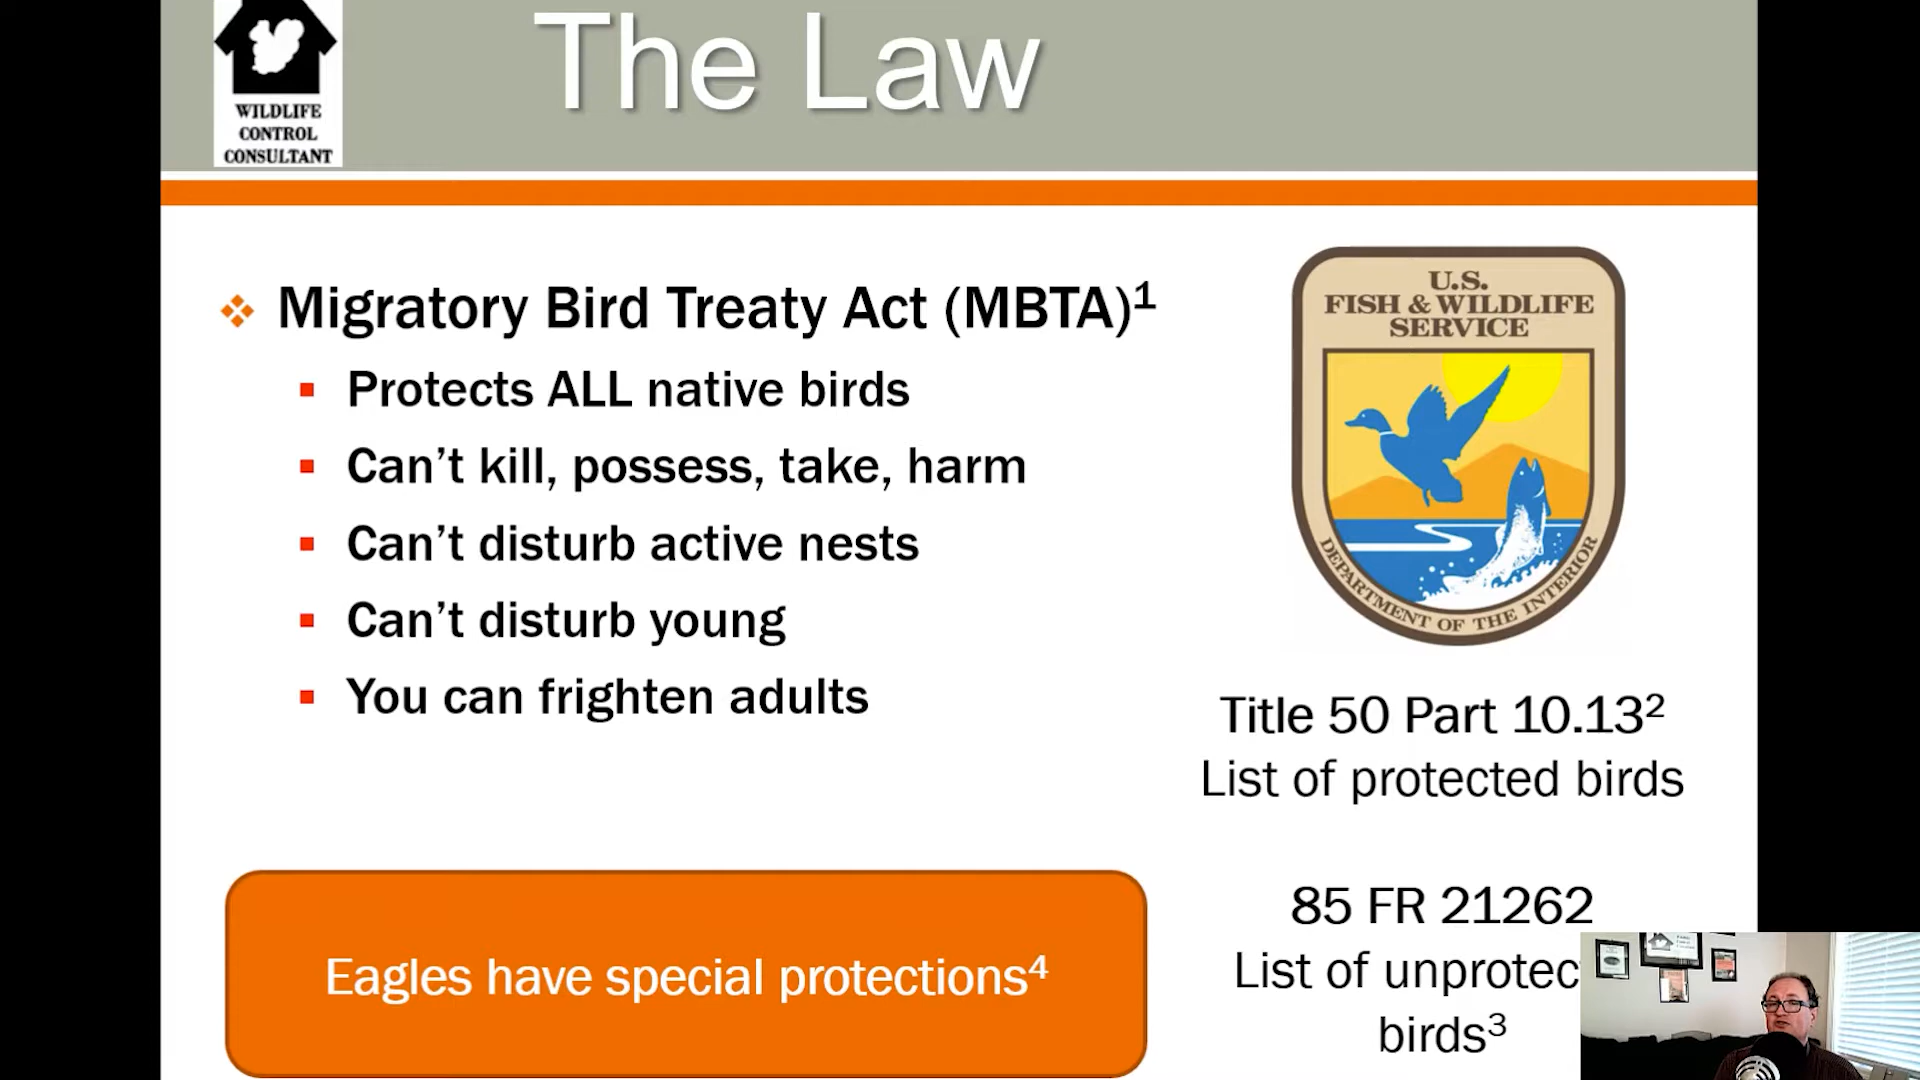 The Law
WILDLIFE
CONTROL
CONSULTANT
Migratory Bird Treaty Act (MBTA)¹
Protects ALL native birds
Can’t kill, possess, take, harm
Can’t disturb active nests
Can’t disturb young
You can frighten adults
Eagles have special protections⁴
U.S.
FISH & WILDLIFE
SERVICE
DEPARTMENT OF THE INTERIOR
Title 50 Part 10.13²
List of protected birds
85 FR 21262
List of unprotec
birds³